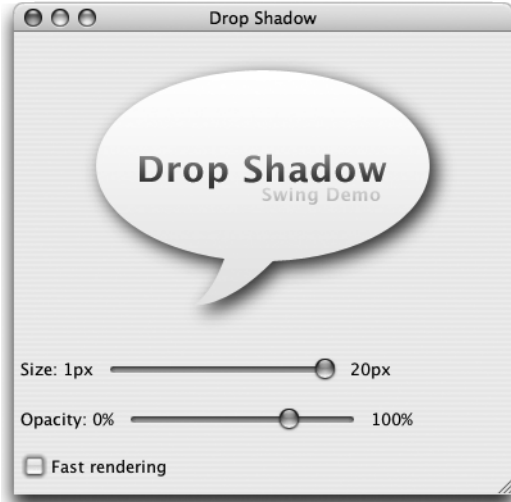 Drop Shadow
Drop Shadow
Swing Demo
Size: 1px 20px
Opacity: 0% 100%
Fast rendering